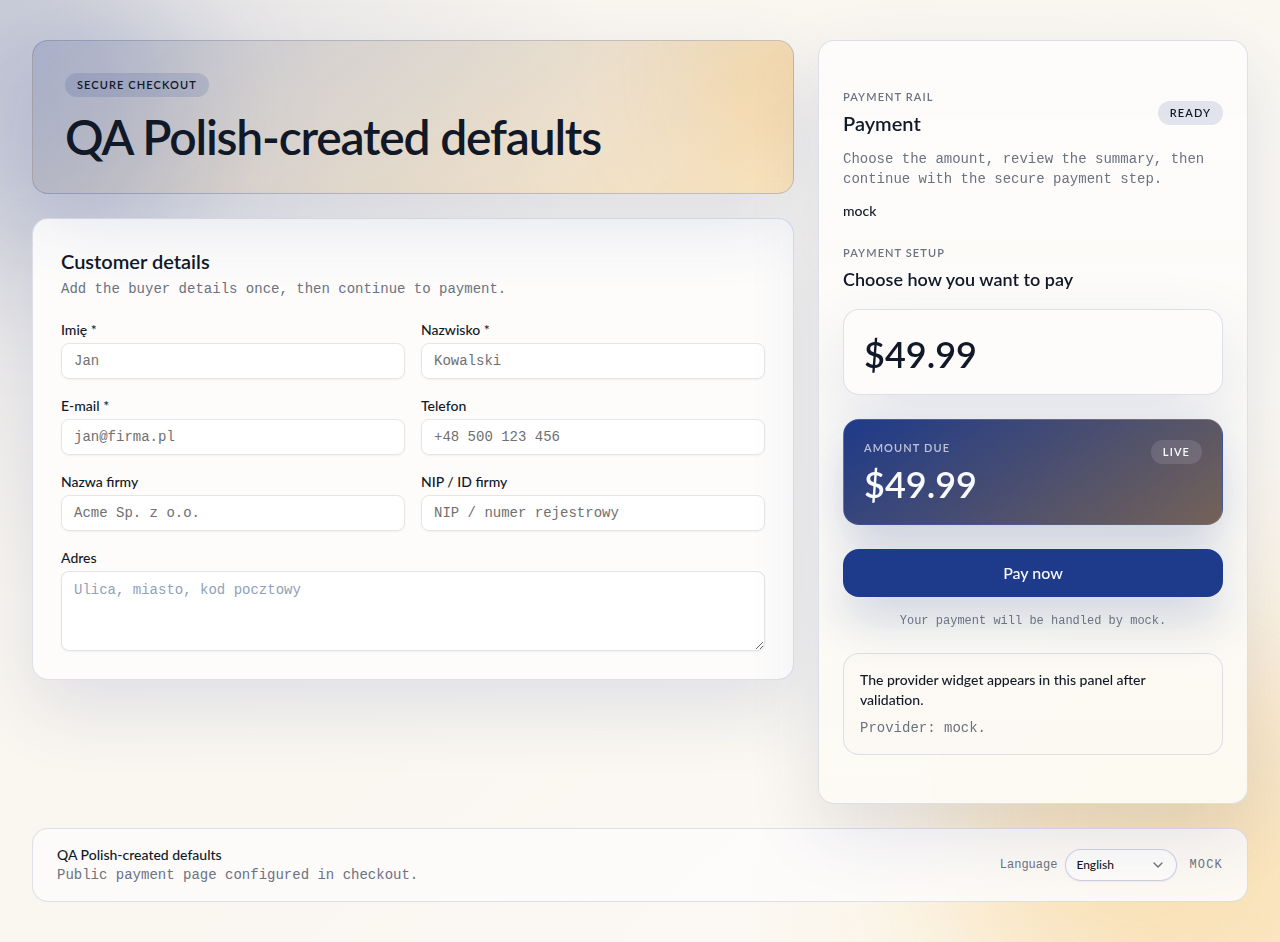 SECURE CHECKOUT
QA Polish-created defaults
Customer details
Add the buyer details once, then continue to payment.
Imię *
Nazwisko *
Jan
Kowalski
E-mail *
Telefon
jan@firma.pl
+48 500 123 456
Nazwa firmy
NIP / ID firmy
Acme Sp. z o.o.
NIP / numer rejestrowy
Adres
Ulica, miasto, kod pocztowy
PAYMENT RAIL
Payment
READY
Choose the amount, review the summary, then
continue with the secure payment step.
mock
PAYMENT SETUP
Choose how you want to pay
$49.99
AMOUNT DUE
LIVE
$49.99
Pay now
Your payment will be handled by mock.
The provider widget appears in this panel after
validation.
Provider: mock.
QA Polish-created defaults
Public payment page configured in checkout.
Language
English
MOCK